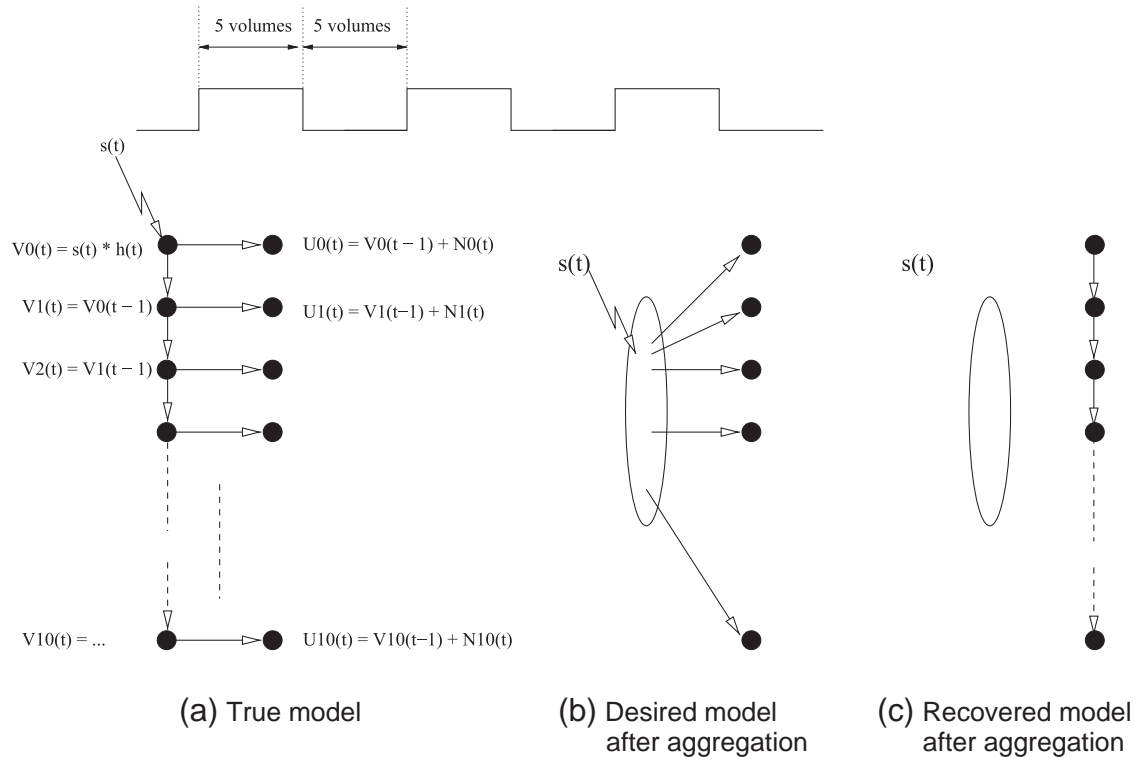 5 volumes 5 volumes
s(t)
V0(t) = s(t) * h(t)
U0(t) = V0(t − 1) + N0(t)
V1(t) = V0(t − 1)
U1(t) = V1(t−1) + N1(t)
V2(t) = V1(t − 1)
V10(t) = ...
U10(t) = V10(t−1) + N10(t)
s(t)
s(t)
(a) True model
(b) Desired model
after aggregation
(c) Recovered model
after aggregation